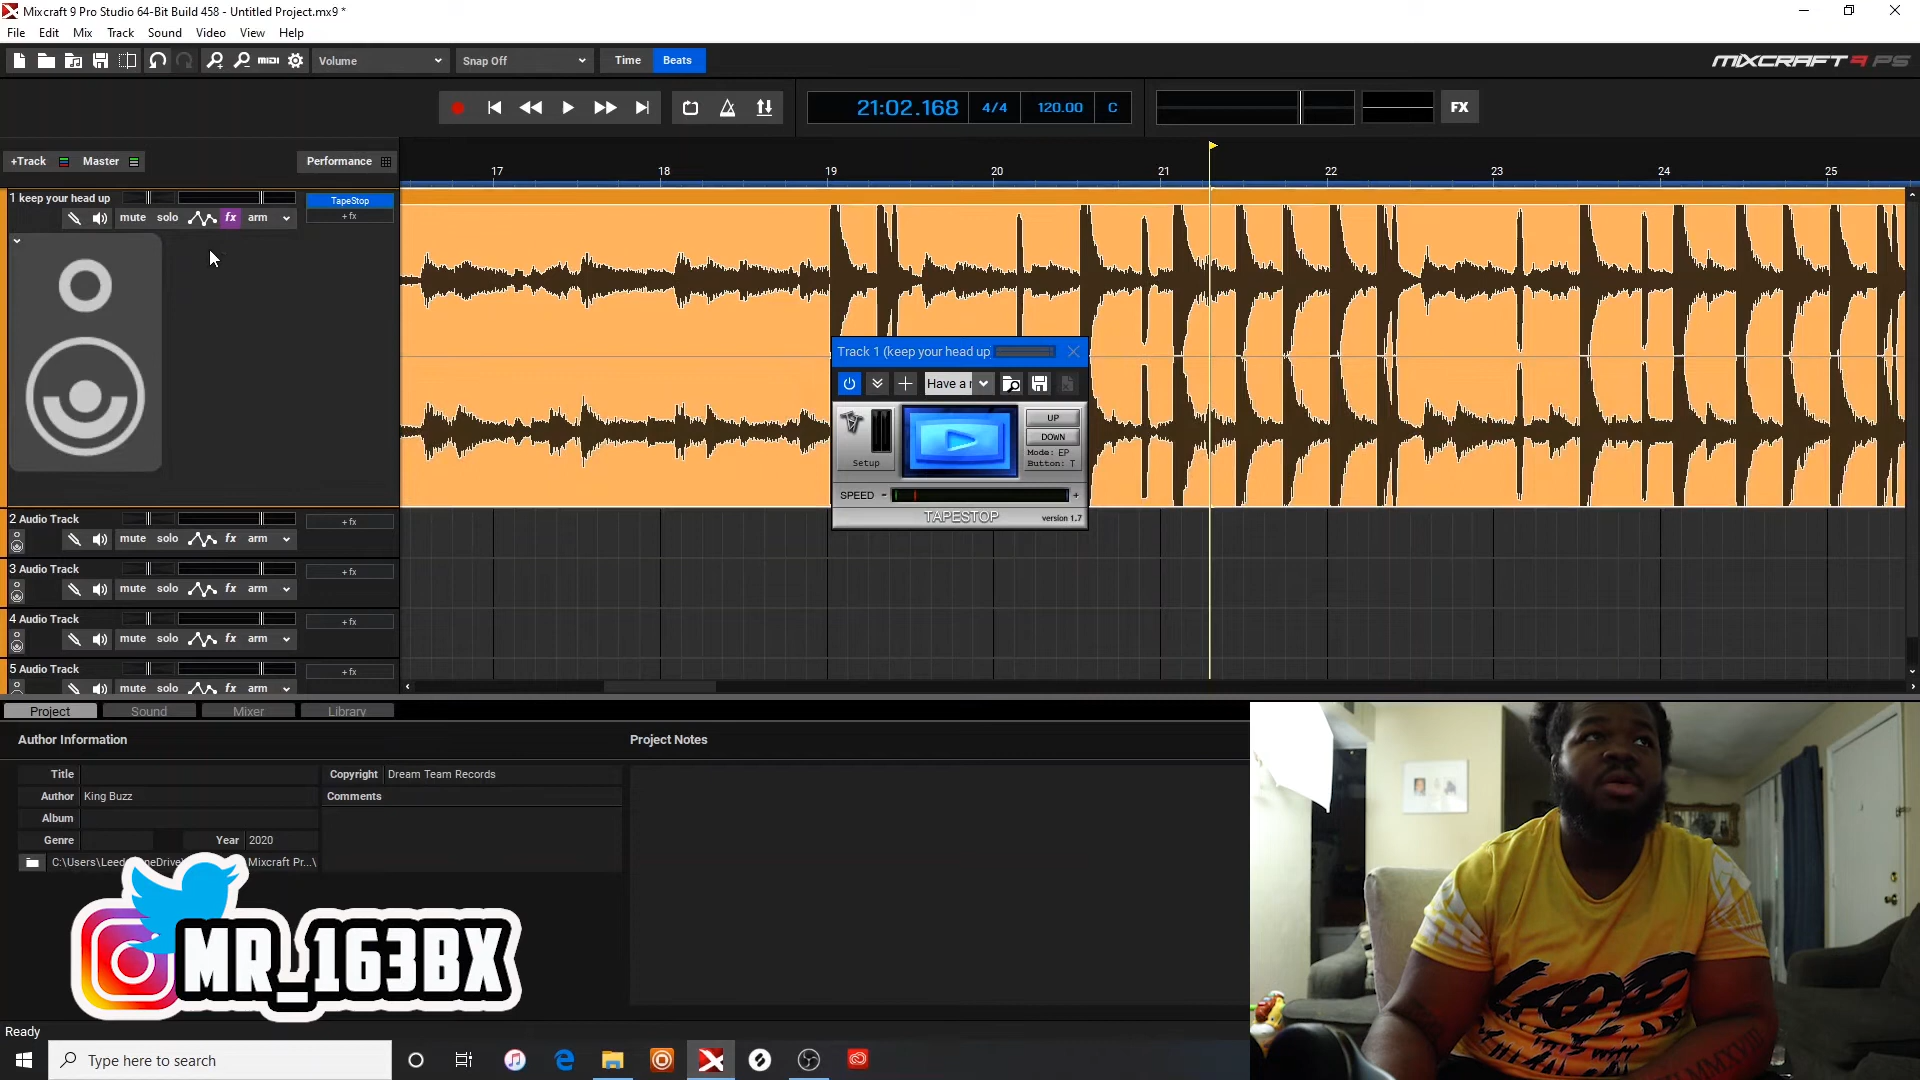 Mixcraft 9 Pro Studio 64-Bit Build 458 - Untitled Project.mx9 *
File Edit Mix Track Sound Video View Help
MIDI Volume Snap Off Time Beats
MIXCRAFT 9 PS
21:02.168 4/4 120.00 C FX
+Track Master Performance
17 18 19 20 21 22 23 24 25
1 keep your head up
TapeStop
mute solo fx arm
+ fx
Track 1 (keep your head up
Have a
UP
DOWN
Mode: EP
Button: T
Setup
SPEED - +
TAPESTOP version 1.7
2 Audio Track
mute solo fx arm
+ fx
3 Audio Track
mute solo fx arm
+ fx
4 Audio Track
mute solo fx arm
+ fx
5 Audio Track
mute solo fx arm
+ fx
Project Sound Mixer Library
Author Information Project Notes
Title
Copyright Dream Team Records
Author King Buzz
Comments
Album
Genre Year 2020
Mixcraft Pr...\
MR_163BX
Ready
Type here to search